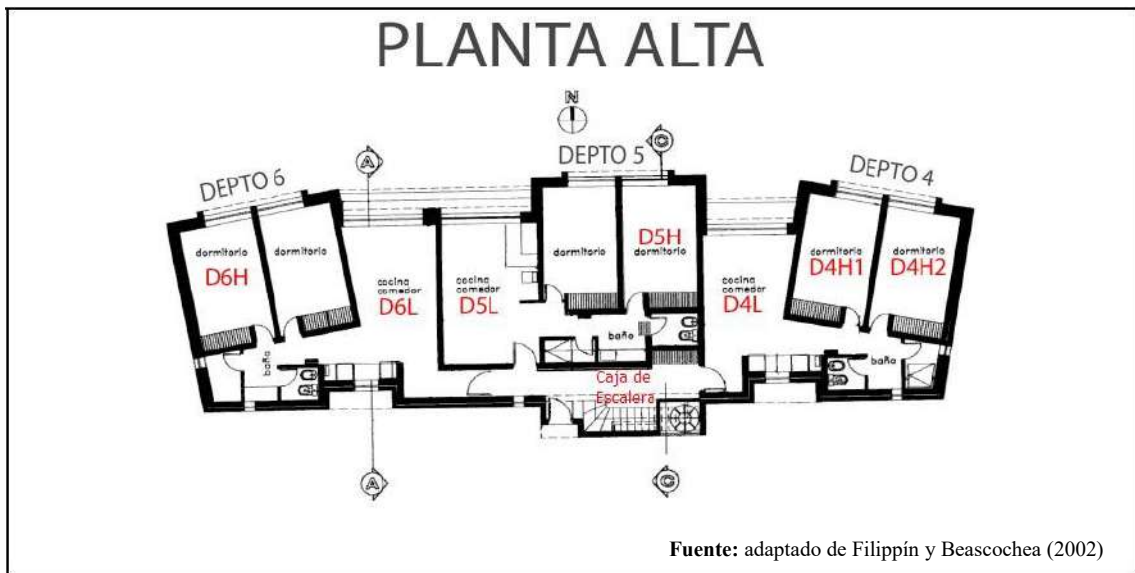 PLANTA ALTA
N
A
C
DEPTO 6
DEPTO 5
DEPTO 4
dormitorio
D6H
dormitorio
cocina
comedor
D6L
cocina
comedor
D5L
dormitorio
D5H
dormitorio
cocina
comedor
D4L
dormitorio
D4H1
dormitorio
D4H2
baño
baño
baño
Caja de
Escalera
A
C
Fuente: adaptado de Filippín y Beascochea (2002)